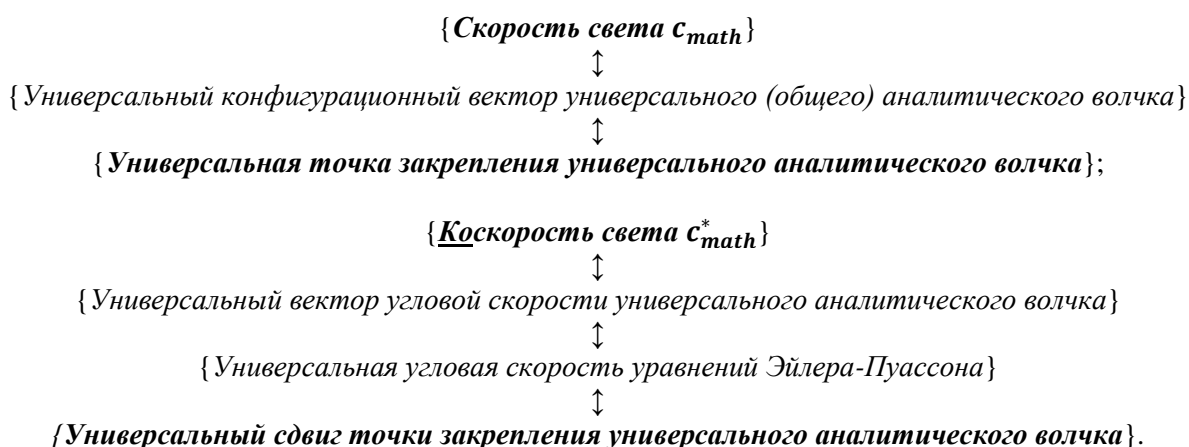 {Скорость света c_math}
↕
{Универсальный конфигурационный вектор универсального (общего) аналитического волчка}
↕
{Универсальная точка закрепления универсального аналитического волчка};
{Коскорость света c*_math}
↕
{Универсальный вектор угловой скорости универсального аналитического волчка}
↕
{Универсальная угловая скорость уравнений Эйлера-Пуассона}
↕
{Универсальный сдвиг точки закрепления универсального аналитического волчка}.